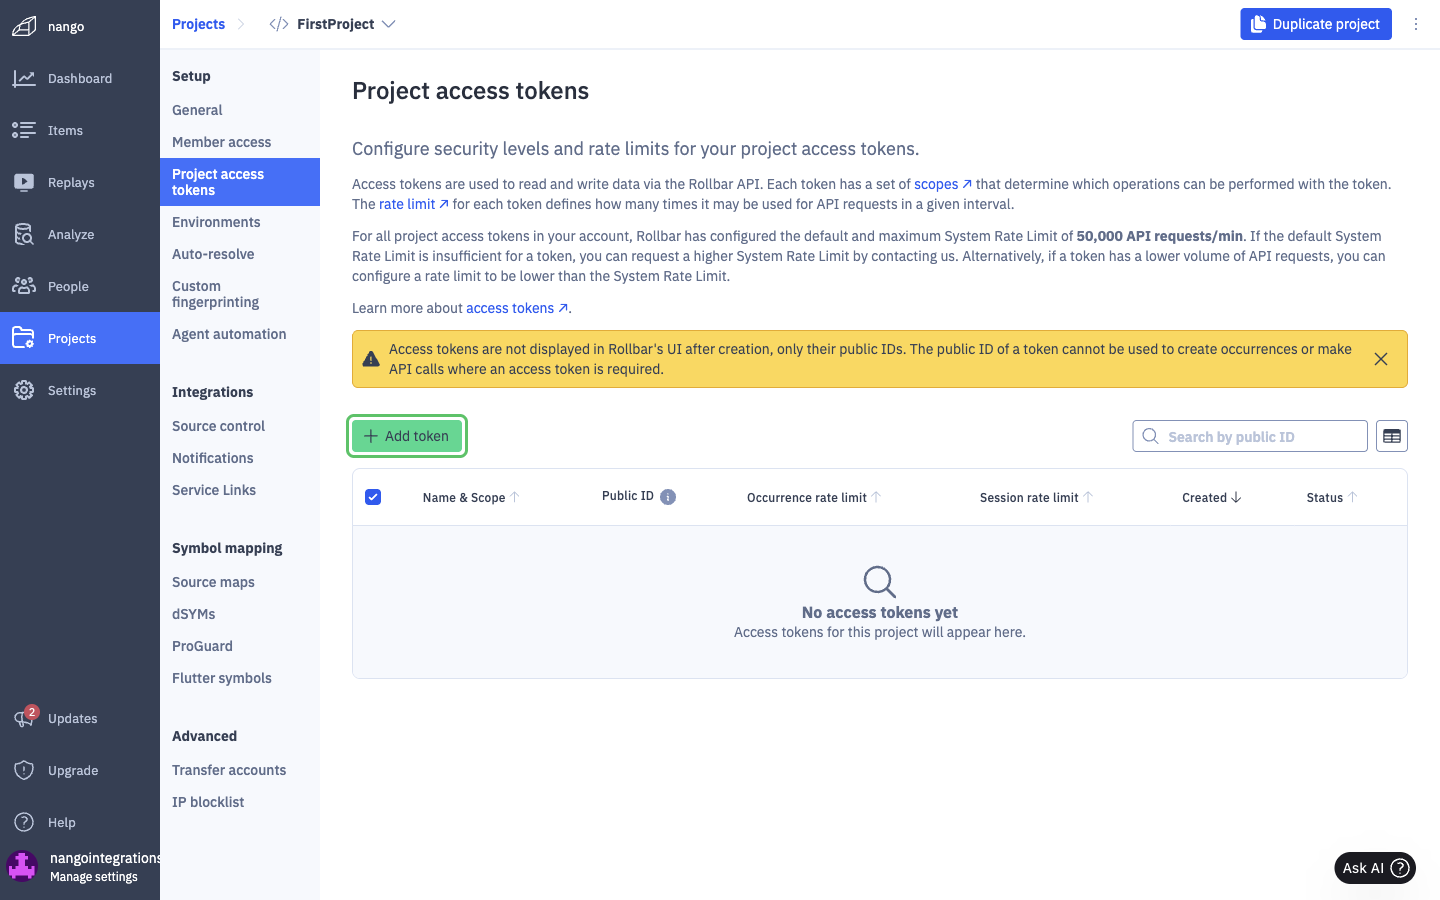 nango
Dashboard
Items
Replays
Analyze
People
Projects
Settings
2
Updates
Upgrade
Help
nangointegrations
Manage settings
Projects
FirstProject
Duplicate project
Setup
General
Member access
Project access
tokens
Environments
Auto-resolve
Custom
fingerprinting
Agent automation
Integrations
Source control
Notifications
Service Links
Symbol mapping
Source maps
dSYMs
ProGuard
Flutter symbols
Advanced
Transfer accounts
IP blocklist
Project access tokens
Configure security levels and rate limits for your project access tokens.
Access tokens are used to read and write data via the Rollbar API. Each token has a set of scopes ↗ that determine which operations can be performed with the token.
The rate limit ↗ for each token defines how many times it may be used for API requests in a given interval.
For all project access tokens in your account, Rollbar has configured the default and maximum System Rate Limit of 50,000 API requests/min. If the default System
Rate Limit is insufficient for a token, you can request a higher System Rate Limit by contacting us. Alternatively, if a token has a lower volume of API requests, you can
configure a rate limit to be lower than the System Rate Limit.
Learn more about access tokens ↗.
Access tokens are not displayed in Rollbar's UI after creation, only their public IDs. The public ID of a token cannot be used to create occurrences or make
API calls where an access token is required.
Add token
Search by public ID
Name & Scope ↑ Public ID i Occurrence rate limit ↑ Session rate limit ↑ Created ↓ Status ↑
No access tokens yet
Access tokens for this project will appear here.
Ask AI ?